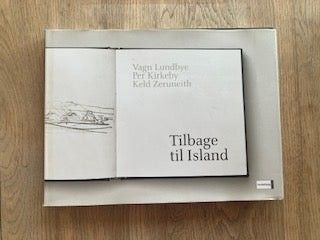 Vagn Lundbye
Per Kirkeby
Keld Zeruneith
Tilbage
til Island